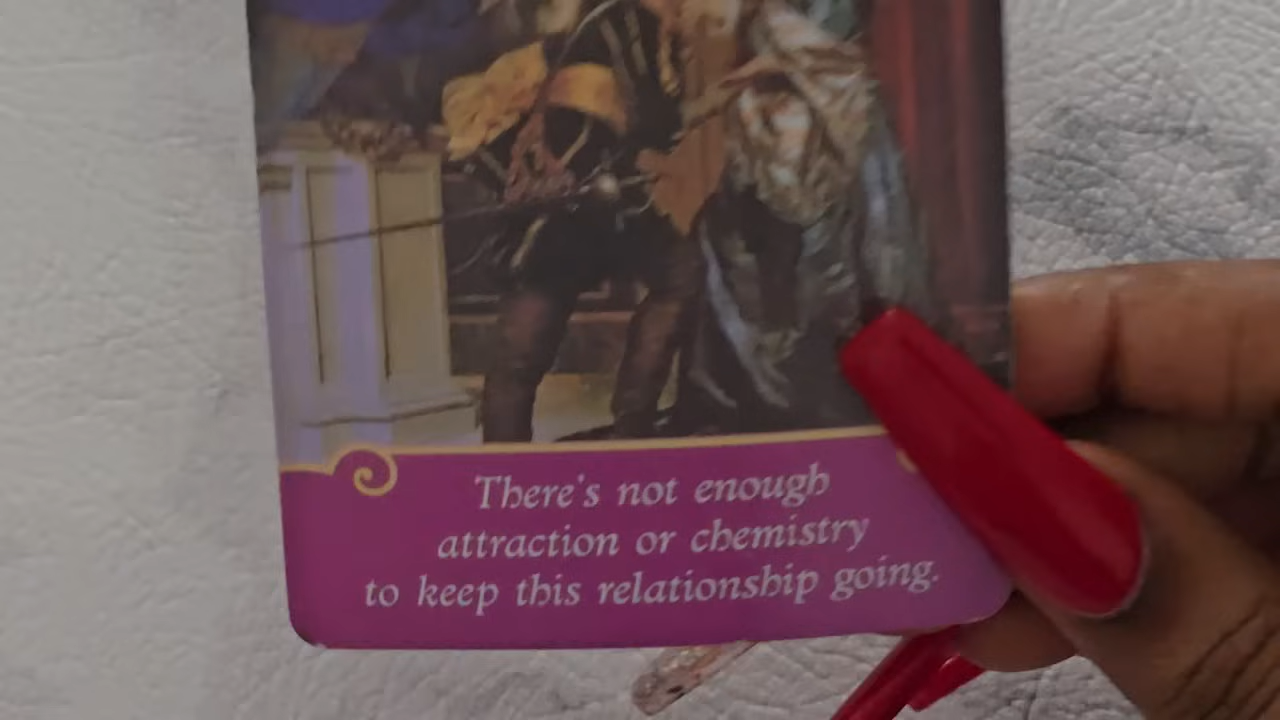 There's not enough
attraction or chemistry
to keep this relationship going.